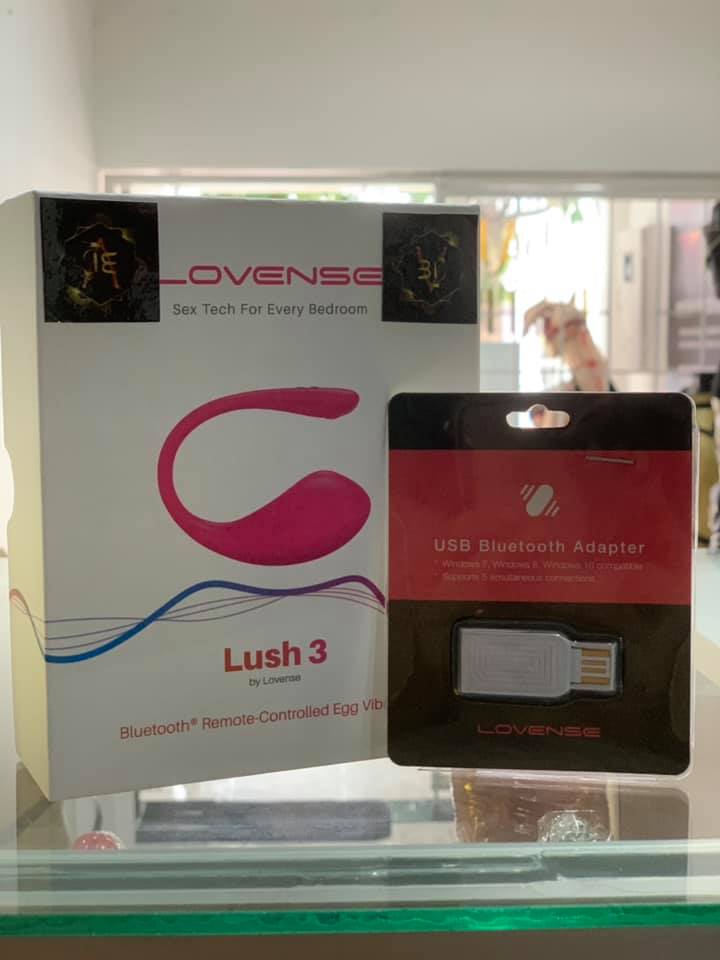 LOVENSE
Sex Tech For Every Bedroom
Lush 3
by Lovense
Bluetooth® Remote-Controlled Egg Vib
USB Bluetooth Adapter
* Windows 7, Windows 8, Windows 10 compatible
* Supports 5 simultaneous connections
LOVENSE